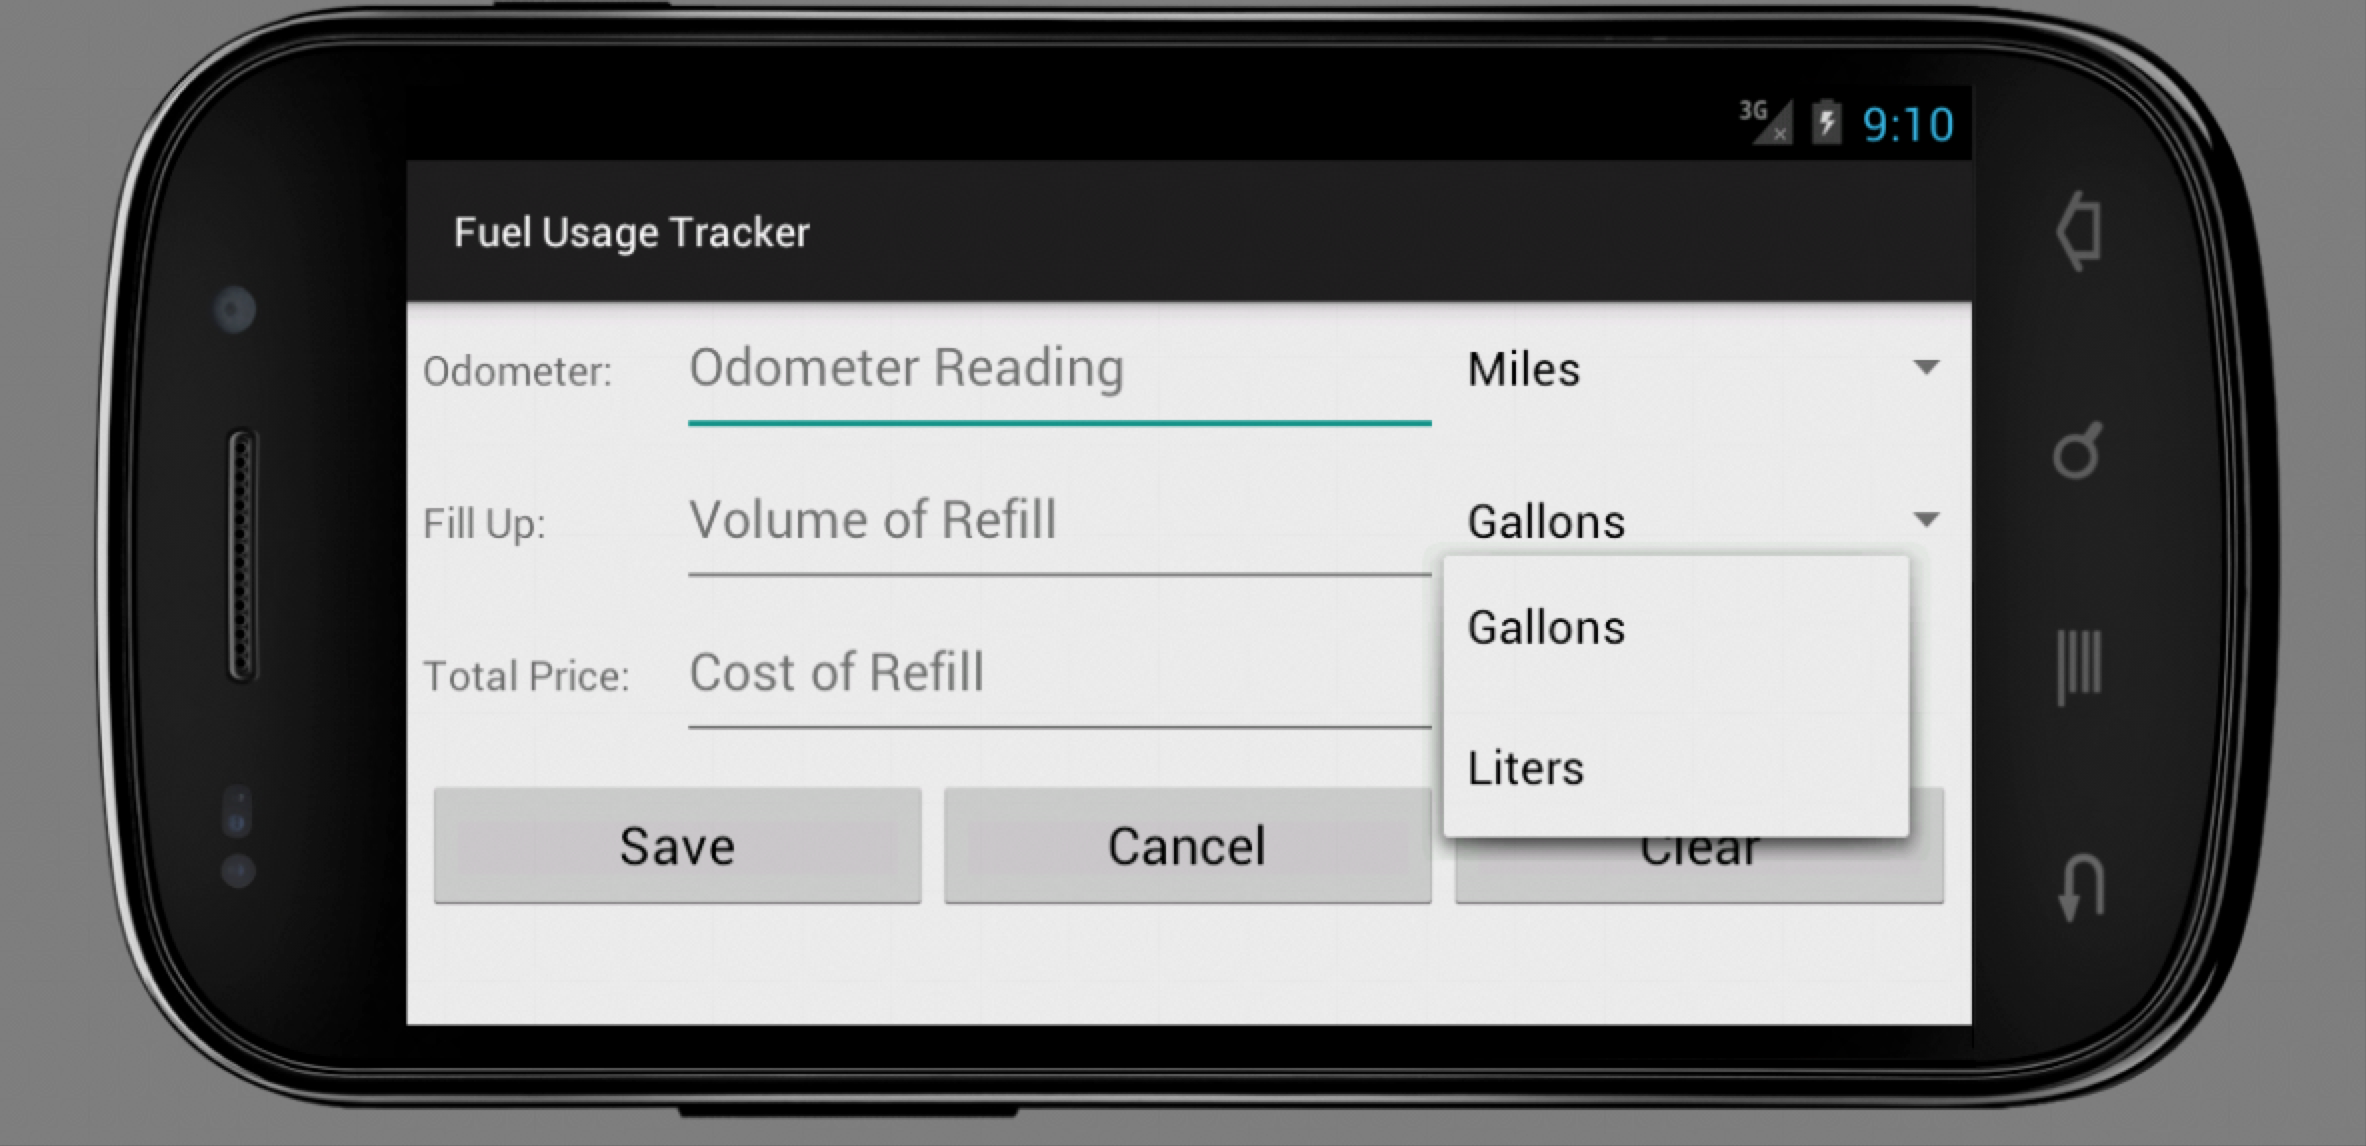 3G 9:10
Fuel Usage Tracker
Odometer: Odometer Reading Miles
Fill Up: Volume of Refill Gallons
Gallons
Total Price: Cost of Refill
Liters
Save Cancel Clear